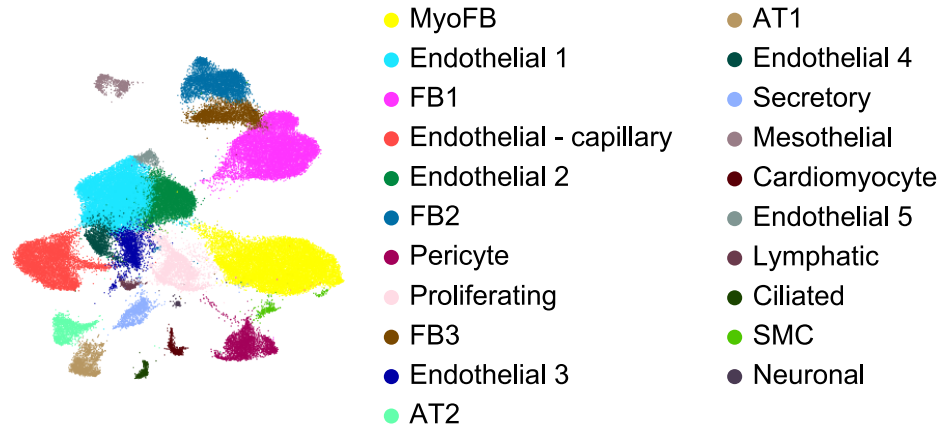 MyoFB
Endothelial 1
FB1
Endothelial - capillary
Endothelial 2
FB2
Pericyte
Proliferating
FB3
Endothelial 3
AT2
AT1
Endothelial 4
Secretory
Mesothelial
Cardiomyocyte
Endothelial 5
Lymphatic
Ciliated
SMC
Neuronal